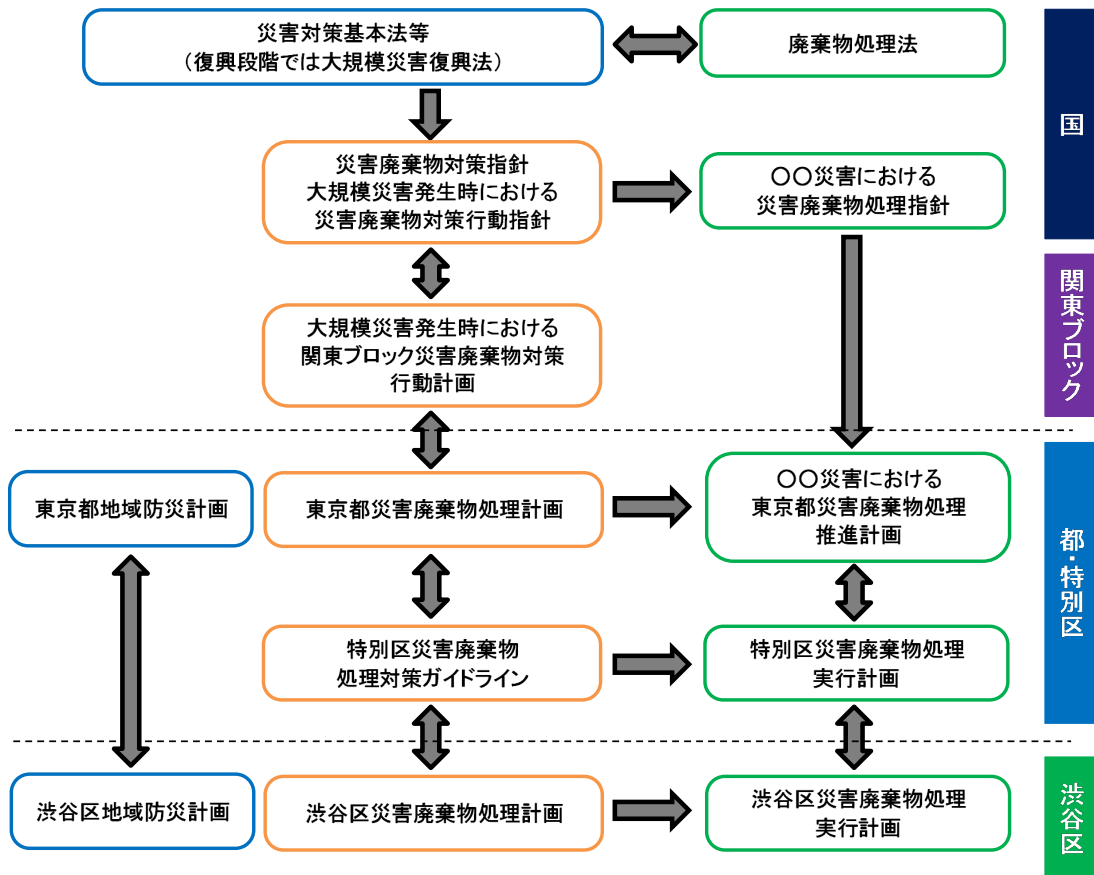 災害対策基本法等
（復興段階では大規模災害復興法）
廃棄物処理法
国
災害廃棄物対策指針
大規模災害発生時における
災害廃棄物対策行動指針
〇〇災害における
災害廃棄物処理指針
関東ブロック
大規模災害発生時における
関東ブロック災害廃棄物対策
行動計画
東京都地域防災計画
東京都災害廃棄物処理計画
〇〇災害における
東京都災害廃棄物処理
推進計画
都・特別区
特別区災害廃棄物
処理対策ガイドライン
特別区災害廃棄物処理
実行計画
渋谷区地域防災計画
渋谷区災害廃棄物処理計画
渋谷区災害廃棄物処理
実行計画
渋谷区